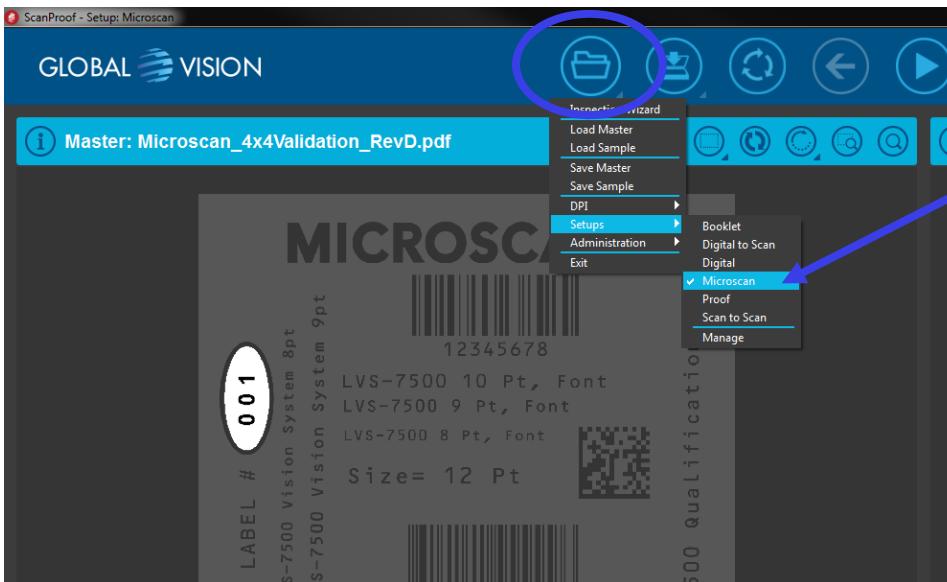 ScanProof - Setup: Microscan
GLOBAL VISION
Master: Microscan_4x4Validation_RevD.pdf
Inspection Wizard
Load Master
Load Sample
Save Master
Save Sample
DPI
Setups
Administration
Exit
Booklet
Digital to Scan
Digital
Microscan
Proof
Scan to Scan
Manage
MICROSCA
12345678
LVS-7500 10 Pt, Font
LVS-7500 9 Pt, Font
LVS-7500 8 Pt, Font
Size= 12 Pt
LABEL # 001
S-7500 Vision System 8pt
S-7500 Vision System 9pt
500 Qualification